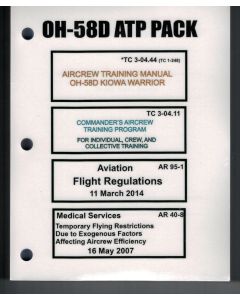 OH-58D ATP PACK
*TC 3-04.44 (TC 1-248)
AIRCREW TRAINING MANUAL
OH-58D KIOWA WARRIOR
TC 3-04.11
COMMANDER'S AIRCREW
TRAINING PROGRAM
FOR INDIVIDUAL, CREW, AND
COLLECTIVE TRAINING
Aviation AR 95-1
Flight Regulations
11 March 2014
Medical Services AR 40-8
Temporary Flying Restrictions
Due to Exogenous Factors
Affecting Aircrew Efficiency
16 May 2007